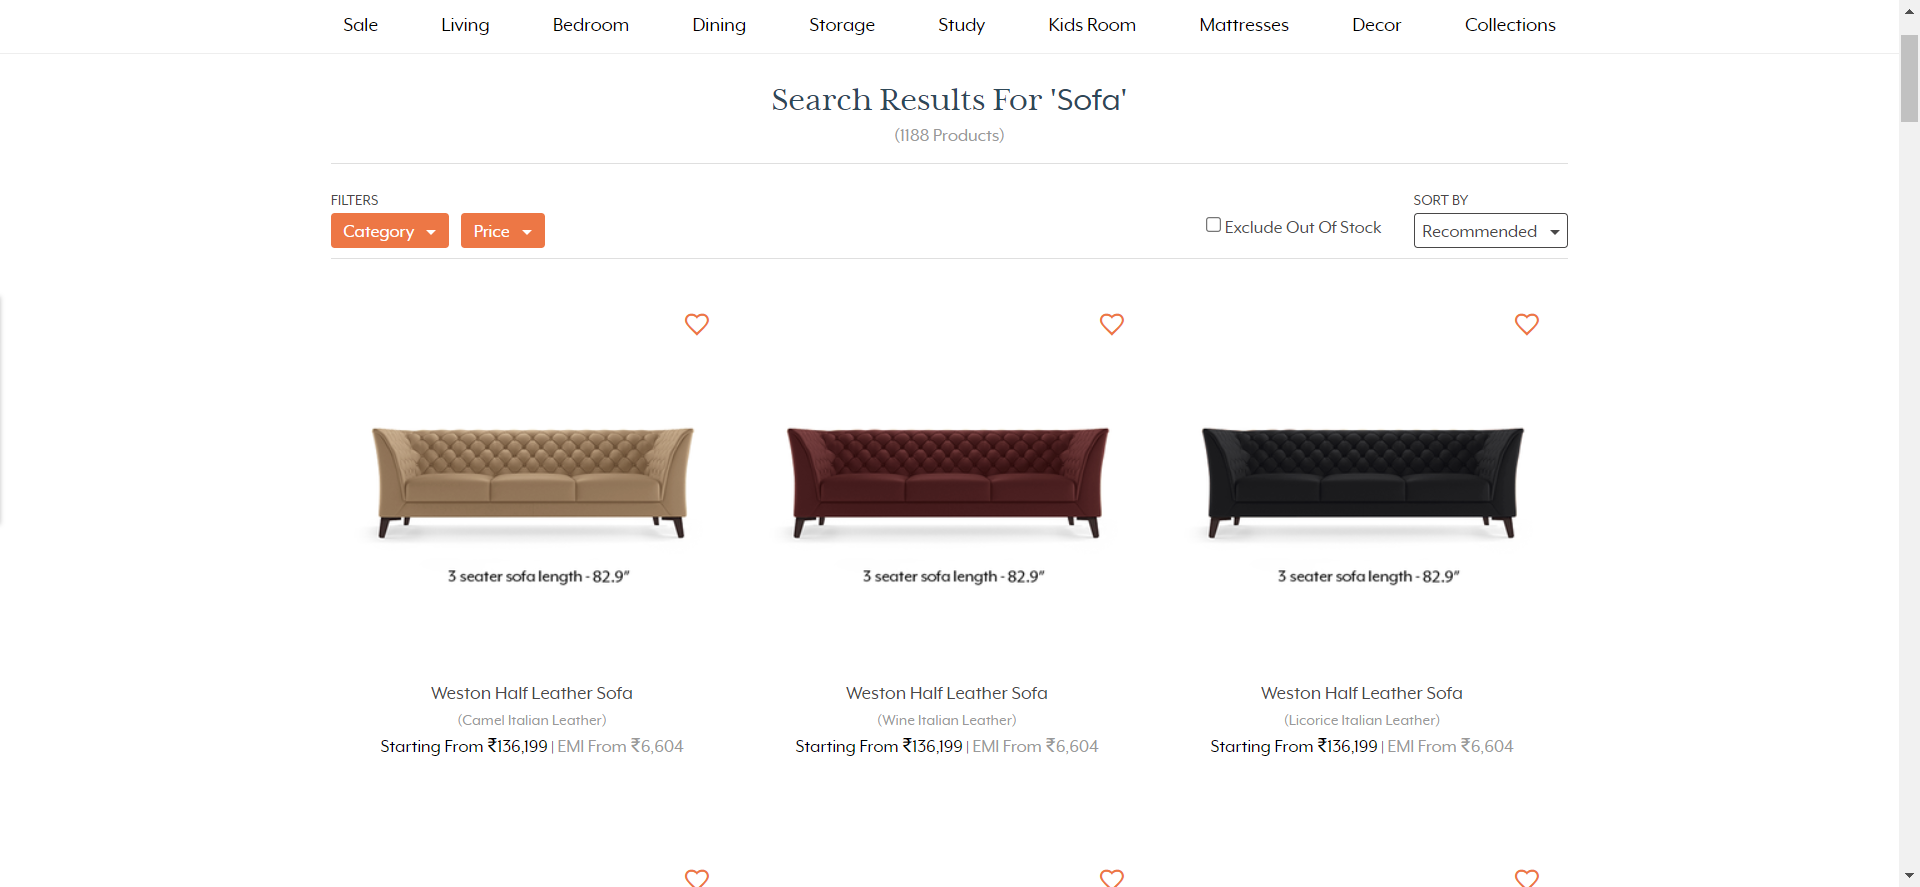 Sale Living Bedroom Dining Storage Study Kids Room Mattresses Decor Collections
Search Results For 'Sofa'
(1188 Products)
FILTERS
Category Price
Exclude Out Of Stock
SORT BY
Recommended
3 seater sofa length - 82.9″
3 seater sofa length - 82.9″
3 seater sofa length - 82.9″
Weston Half Leather Sofa
(Camel Italian Leather)
Starting From ₹136,199 | EMI From ₹6,604
Weston Half Leather Sofa
(Wine Italian Leather)
Starting From ₹136,199 | EMI From ₹6,604
Weston Half Leather Sofa
(Licorice Italian Leather)
Starting From ₹136,199 | EMI From ₹6,604